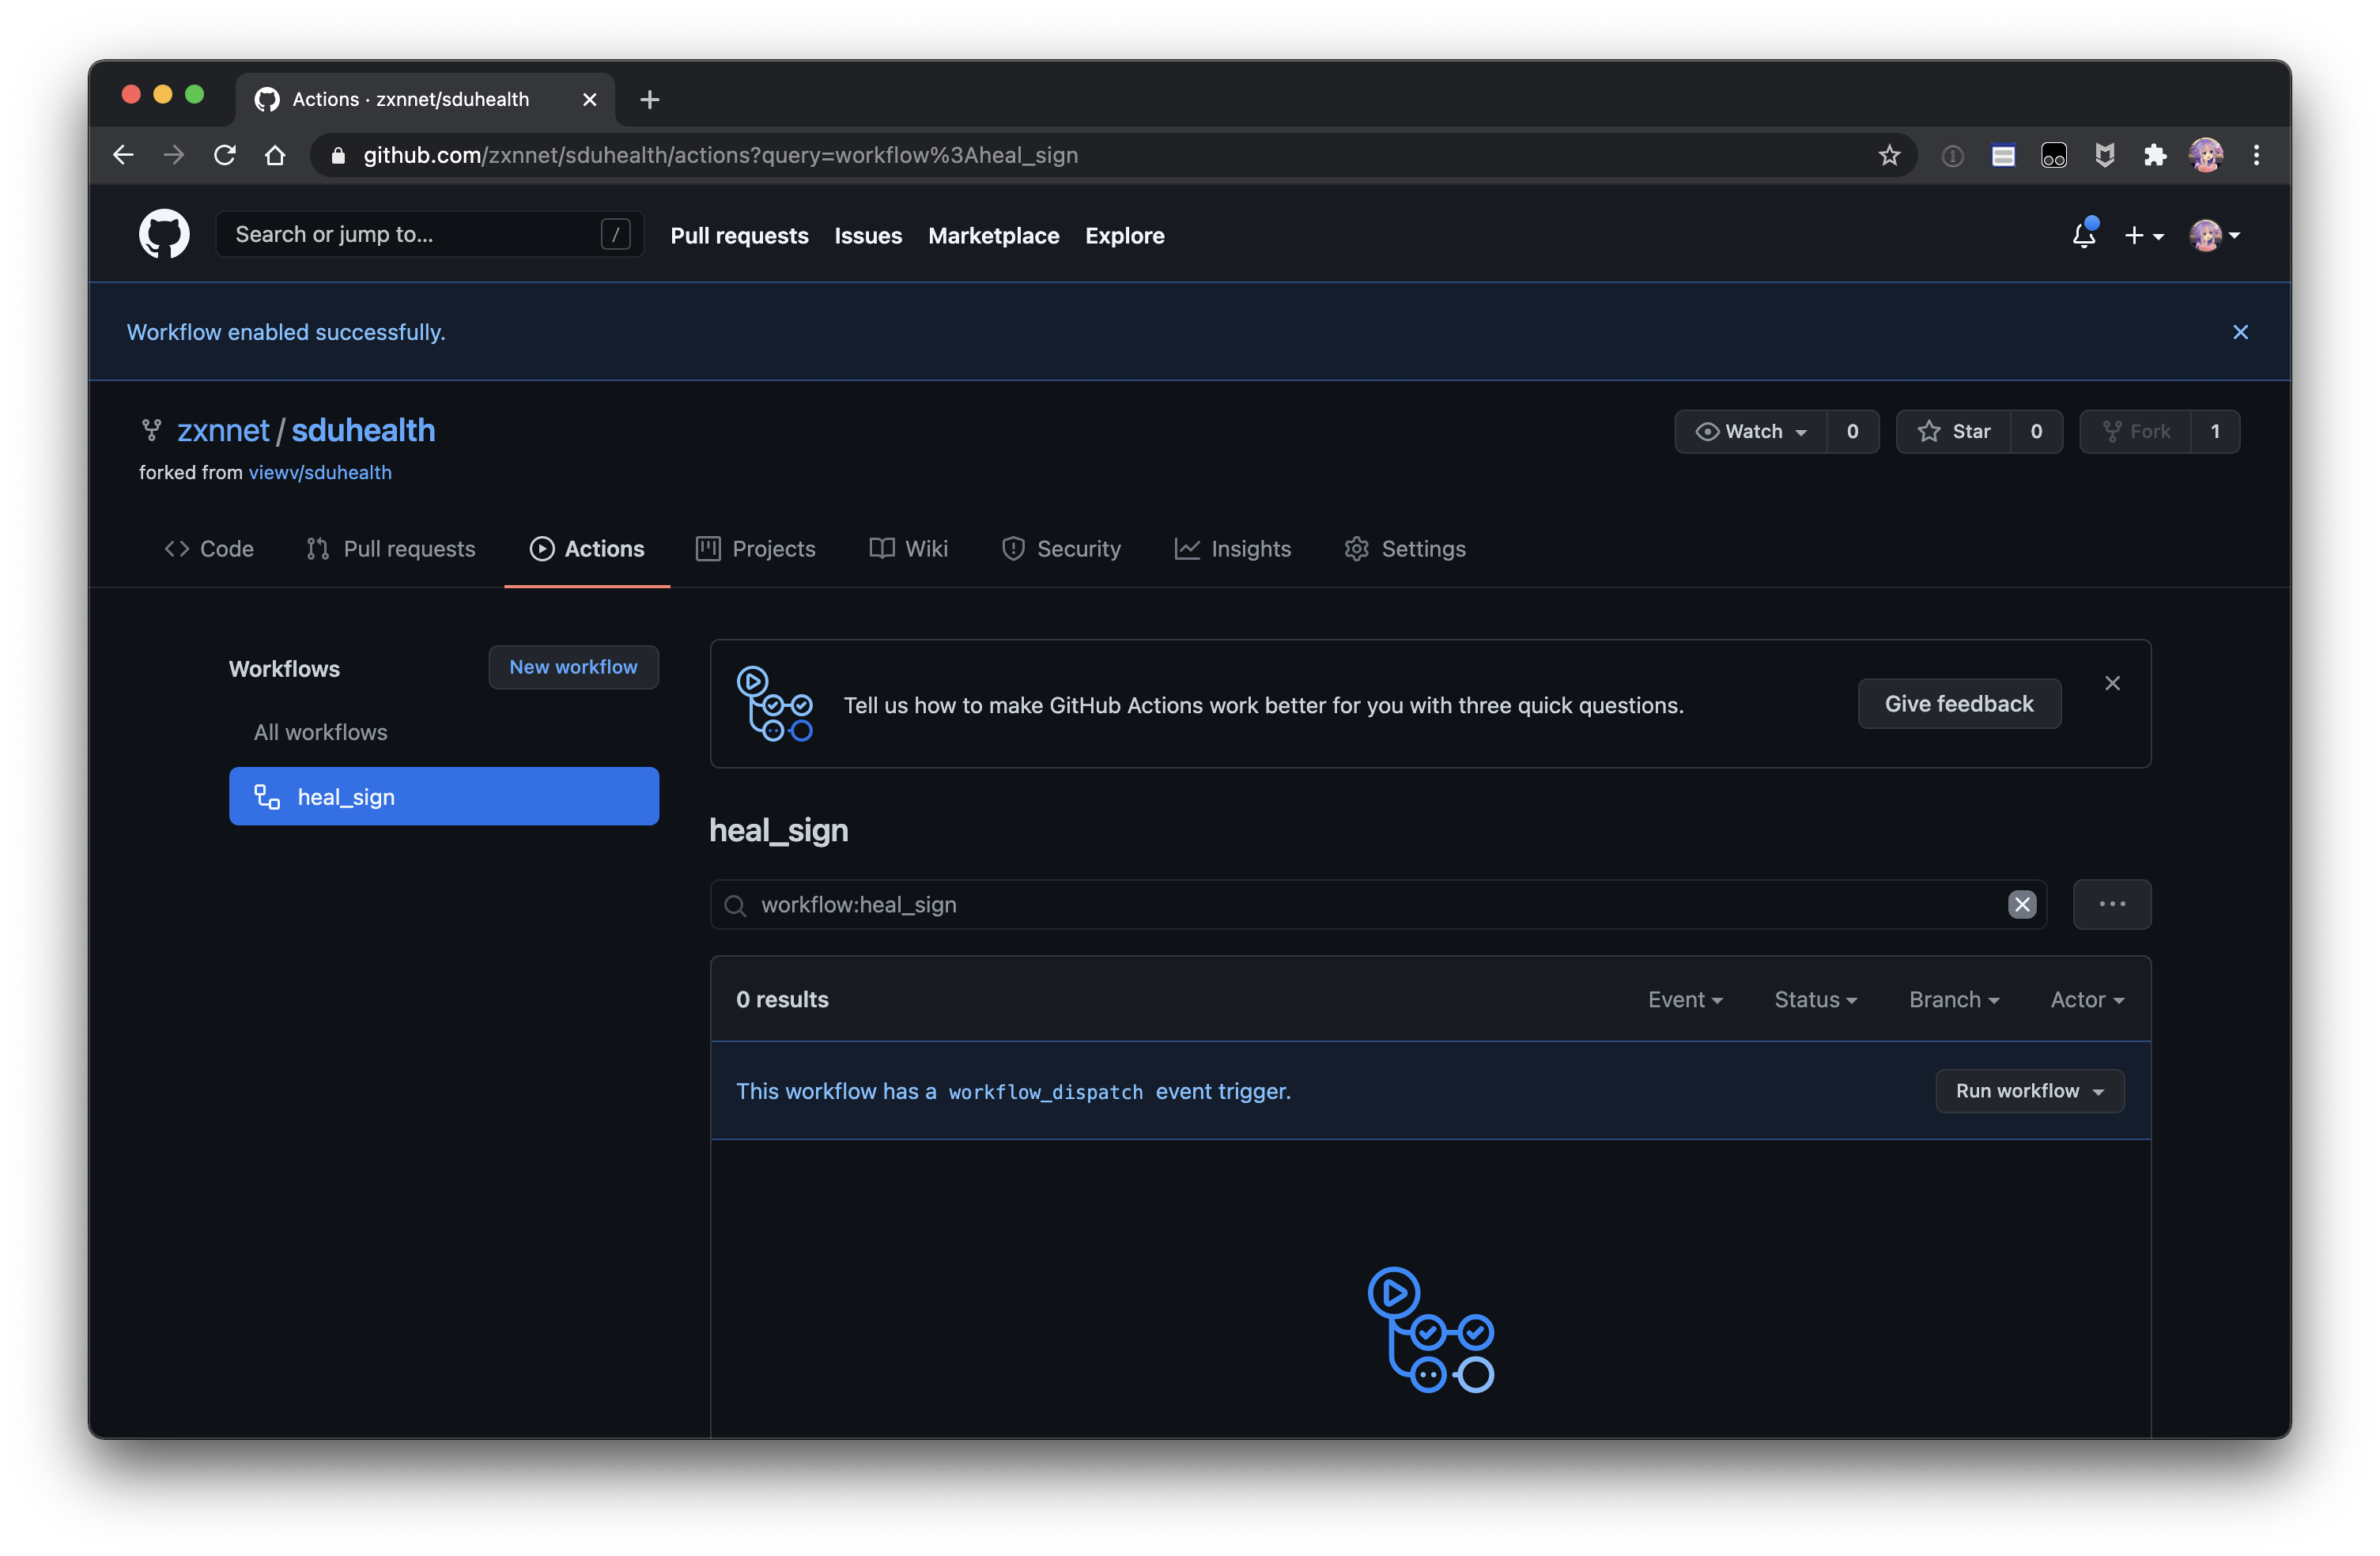 Actions · zxnnet/sduhealth
github.com/zxnnet/sduhealth/actions?query=workflow%3Aheal_sign
Search or jump to... / Pull requests Issues Marketplace Explore
Workflow enabled successfully.
zxnnet / sduhealth Watch 0 Star 0 Fork 1
forked from viewv/sduhealth
Code Pull requests Actions Projects Wiki Security Insights Settings
Workflows New workflow
All workflows
heal_sign
Tell us how to make GitHub Actions work better for you with three quick questions. Give feedback
heal_sign
workflow:heal_sign
0 results Event Status Branch Actor
This workflow has a workflow_dispatch event trigger. Run workflow